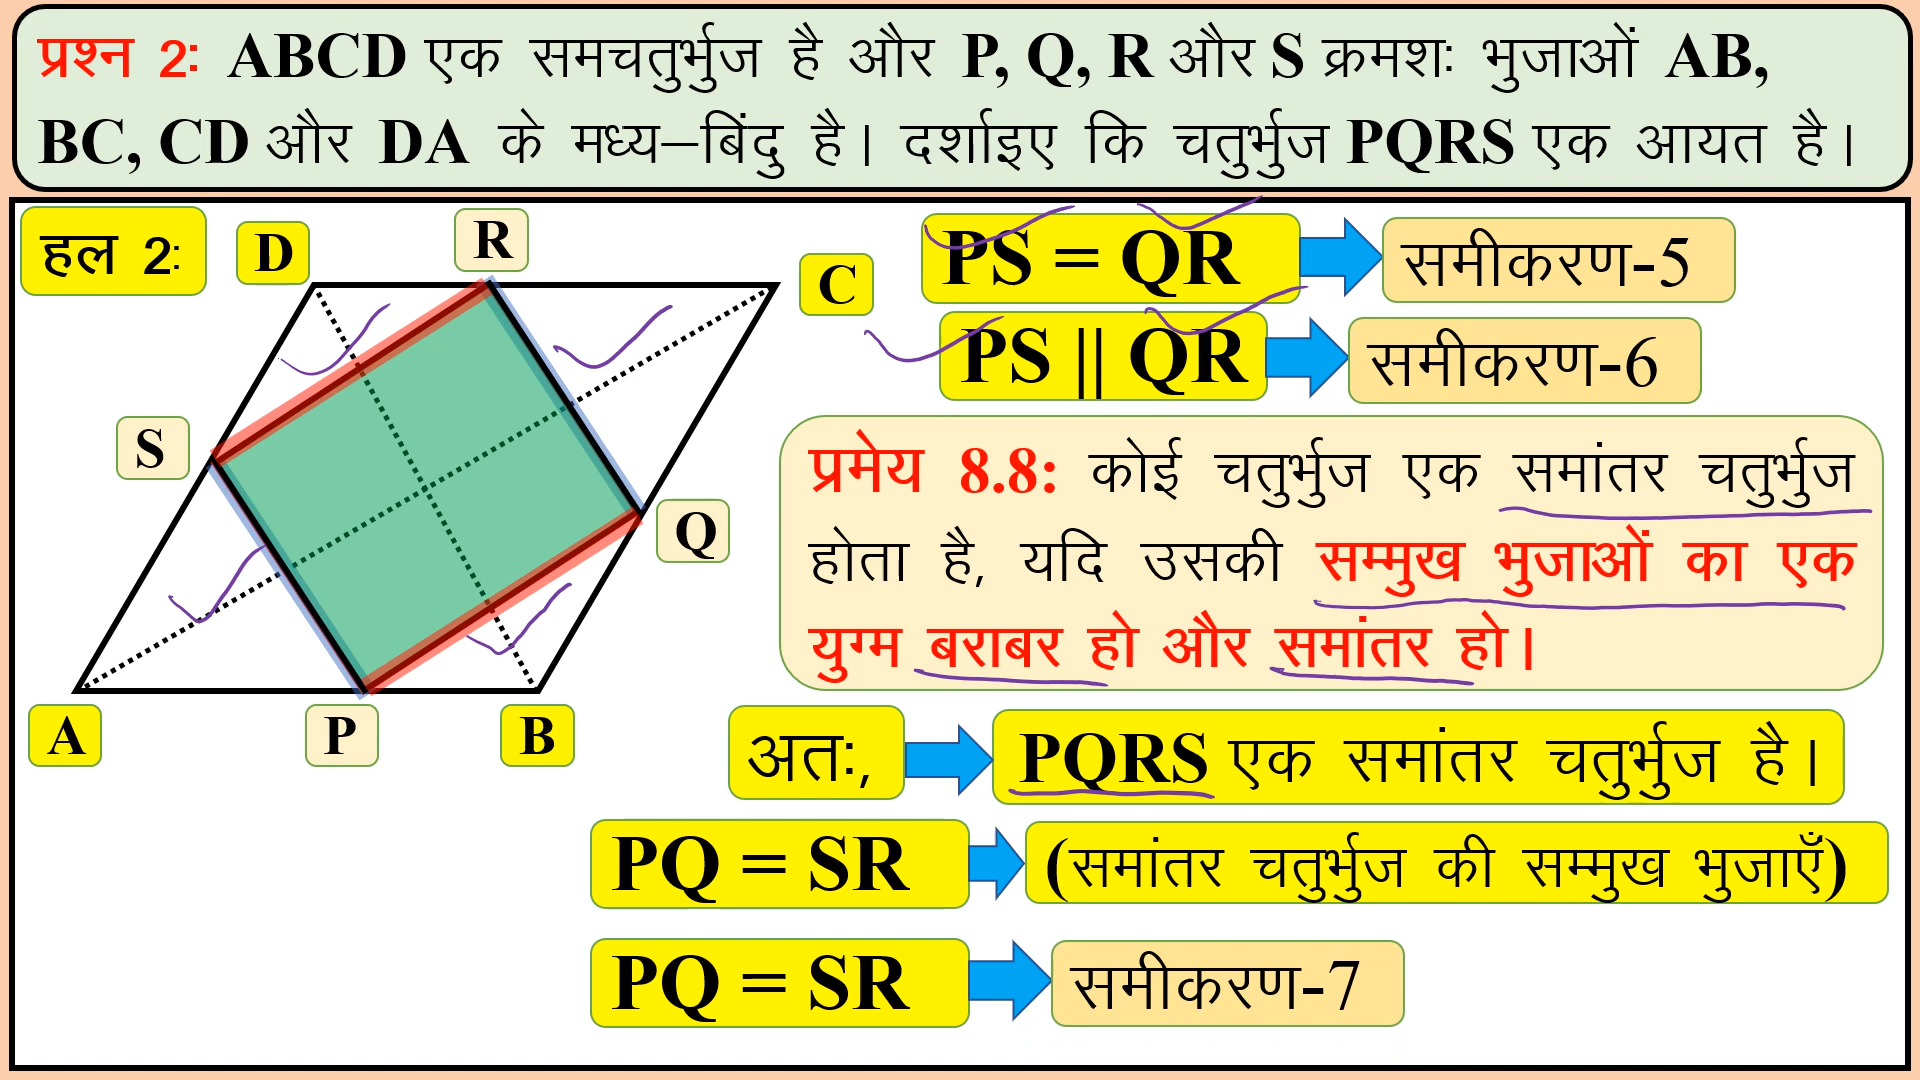 प्रश्न 2: ABCD एक समचतुर्भुज है और P, Q, R और S क्रमशः भुजाओं AB,
BC, CD और DA के मध्य–बिंदु है। दर्शाइए कि चतुर्भुज PQRS एक आयत है।
हल 2:
D
R
C
S
Q
A
P
B
PS = QR
समीकरण-5
PS || QR
समीकरण-6
प्रमेय 8.8: कोई चतुर्भुज एक समांतर चतुर्भुज
होता है, यदि उसकी सम्मुख भुजाओं का एक
युग्म बराबर हो और समांतर हो।
अतः,
PQRS एक समांतर चतुर्भुज है।
PQ = SR
(समांतर चतुर्भुज की सम्मुख भुजाएँ)
PQ = SR
समीकरण-7